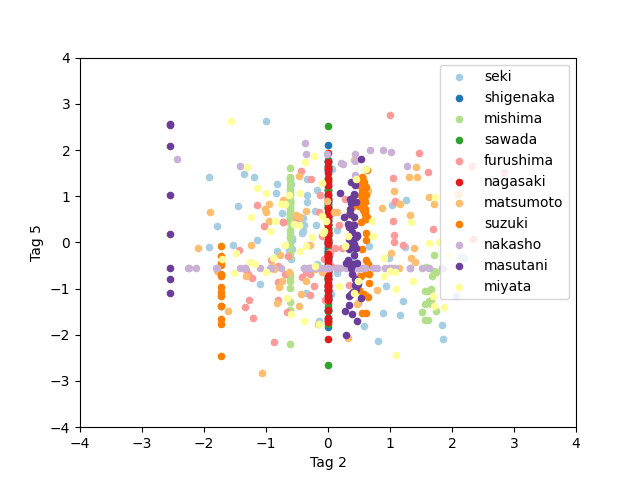 4
3
2
1
0
−1
−2
−3
−4
Tag 5
−4
−3
−2
−1
0
1
2
3
4
Tag 2
seki
shigenaka
mishima
sawada
furushima
nagasaki
matsumoto
suzuki
nakasho
masutani
miyata